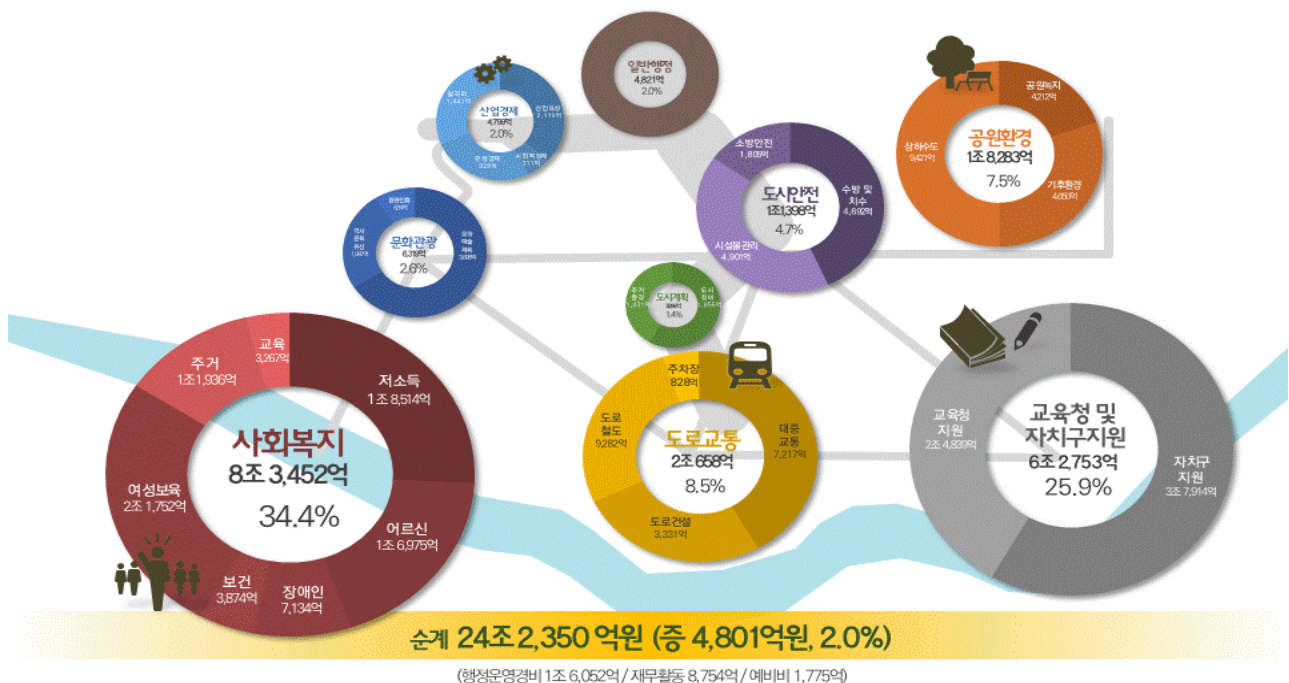 일반행정
4,821억
2.0%
산업경제
4,799억
2.0%
문화관광
6,319억
2.6%
도시안전
1조1,398억
4.7%
소방안전
1,805억
수방 및
치수
4,692억
시설물관리
4,901억
공원환경
1조 8,283억
7.5%
공원녹지
4,212억
상하수도
9,421억
기후환경
4,650억
도시계획
1.4%
주거
환경
도시
사회복지
8조 3,452억
34.4%
교육
3,267억
주거
1조 1,936억
저소득
1조 8,514억
여성보육
2조 1,752억
어르신
1조 6,975억
보건
3,874억
장애인
7,134억
도로교통
2조 658억
8.5%
주차장
828억
도로
철도
9,282억
대중
교통
7,217억
도로건설
3,331억
교육청 및
자치구지원
6조 2,753억
25.9%
교육청
지원
2조 4,839억
자치구
지원
3조 7,914억
순계 24조 2,350 억원 (증 4,801억원, 2.0%)
(행정운영경비 1조 6,052억 / 재무활동 8,754억 / 예비비 1,775억)